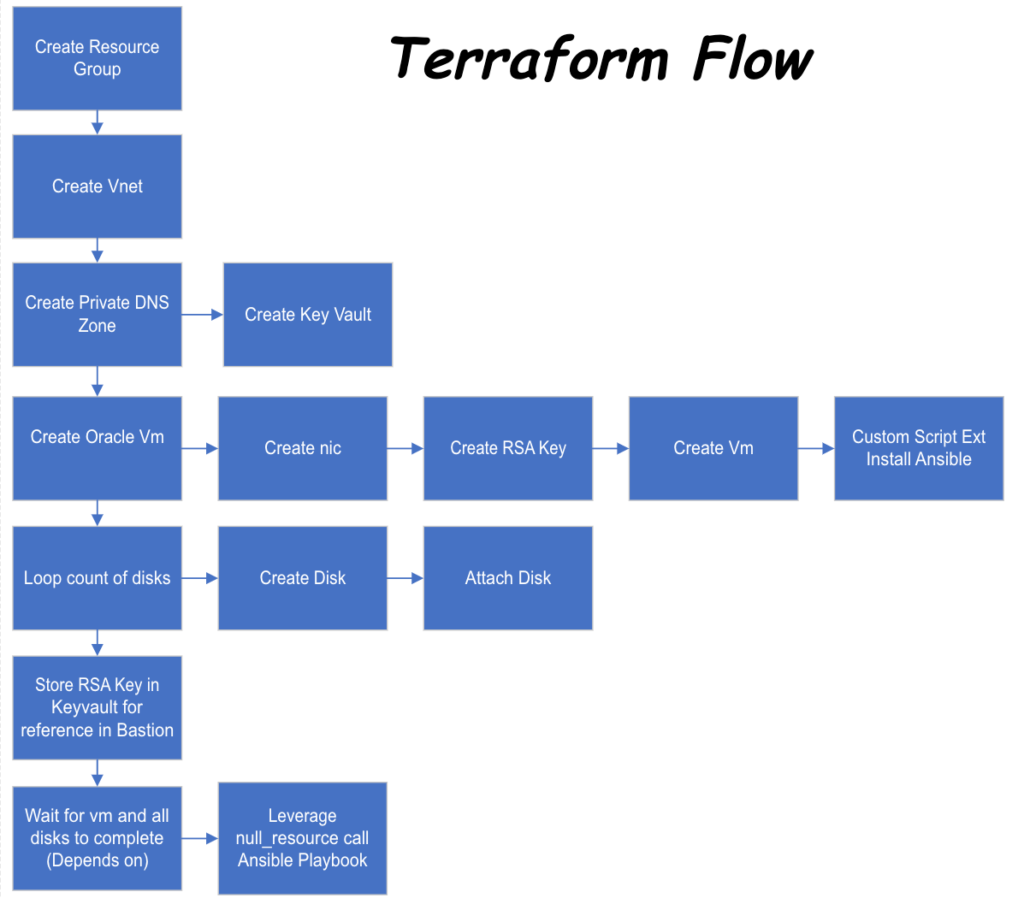 Terraform Flow
Create Resource
Group
Create Vnet
Create Private DNS
Zone
Create Key Vault
Create Oracle Vm
Create nic
Create RSA Key
Create Vm
Custom Script Ext
Install Ansible
Loop count of disks
Create Disk
Attach Disk
Store RSA Key in
Keyvault for
reference in Bastion
Wait for vm and all
disks to complete
(Depends on)
Leverage
null_resource call
Ansible Playbook